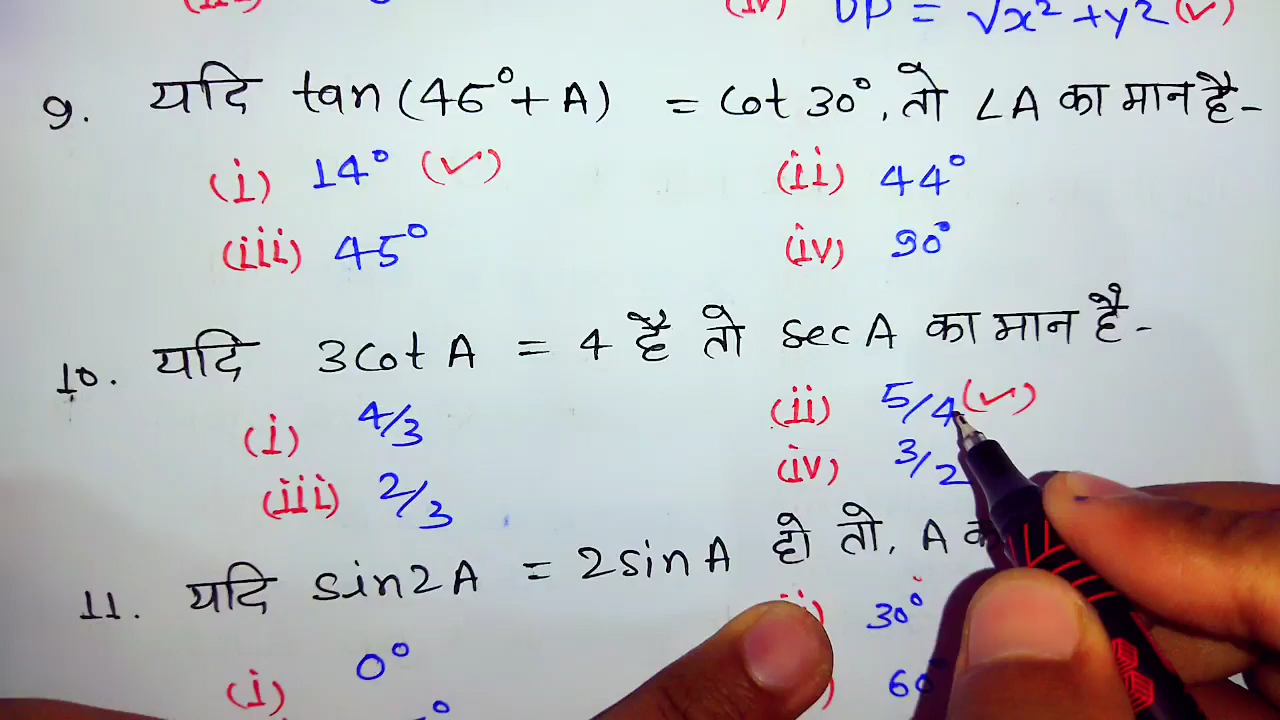 (iv) OP = √x² + y² (✓)
9. यदि tan(46° + A) = Cot 30°, तो ∠A का मान है-
(i) 14° (✓) (ii) 44°
(iii) 45° (iv) 90°
10. यदि 3Cot A = 4 है तो sec A का मान है-
(i) 4/3 (ii) 5/4 (✓)
(iii) 2/3 (iv) 3/2
11. यदि sin2A = 2sinA हो तो, A
(i) 0° 30°
60°